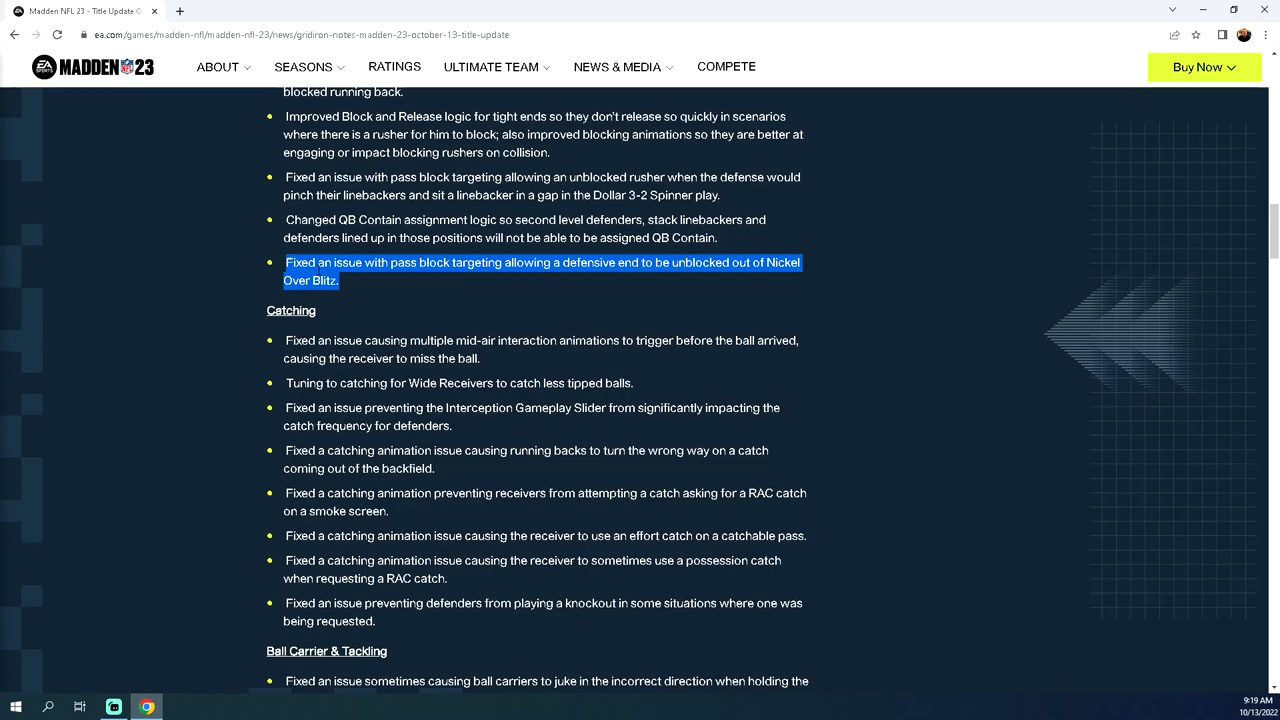 Madden NFL 23 - Title Update O
ea.com/games/madden-nfl/madden-nfl-23/news/gridiron-notes-madden-23-october-13-title-update
EA SPORTS MADDEN NFL 23 ABOUT SEASONS RATINGS ULTIMATE TEAM NEWS & MEDIA COMPETE Buy Now
blocked running back.
Improved Block and Release logic for tight ends so they don't release so quickly in scenarios
where there is a rusher for him to block; also improved blocking animations so they are better at
engaging or impact blocking rushers on collision.
Fixed an issue with pass block targeting allowing an unblocked rusher when the defense would
pinch their linebackers and sit a linebacker in a gap in the Dollar 3-2 Spinner play.
Changed QB Contain assignment logic so second level defenders, stack linebackers and
defenders lined up in those positions will not be able to be assigned QB Contain.
Fixed an issue with pass block targeting allowing a defensive end to be unblocked out of Nickel
Over Blitz.
Catching
Fixed an issue causing multiple mid-air interaction animations to trigger before the ball arrived,
causing the receiver to miss the ball.
Tuning to catching for Wide Receivers to catch less tipped balls.
Fixed an issue preventing the Interception Gameplay Slider from significantly impacting the
catch frequency for defenders.
Fixed a catching animation issue causing running backs to turn the wrong way on a catch
coming out of the backfield.
Fixed a catching animation preventing receivers from attempting a catch asking for a RAC catch
on a smoke screen.
Fixed a catching animation issue causing the receiver to use an effort catch on a catchable pass.
Fixed a catching animation issue causing the receiver to sometimes use a possession catch
when requesting a RAC catch.
Fixed an issue preventing defenders from playing a knockout in some situations where one was
being requested.
Ball Carrier & Tackling
Fixed an issue sometimes causing ball carriers to juke in the incorrect direction when holding the
9:19 AM
10/13/2022